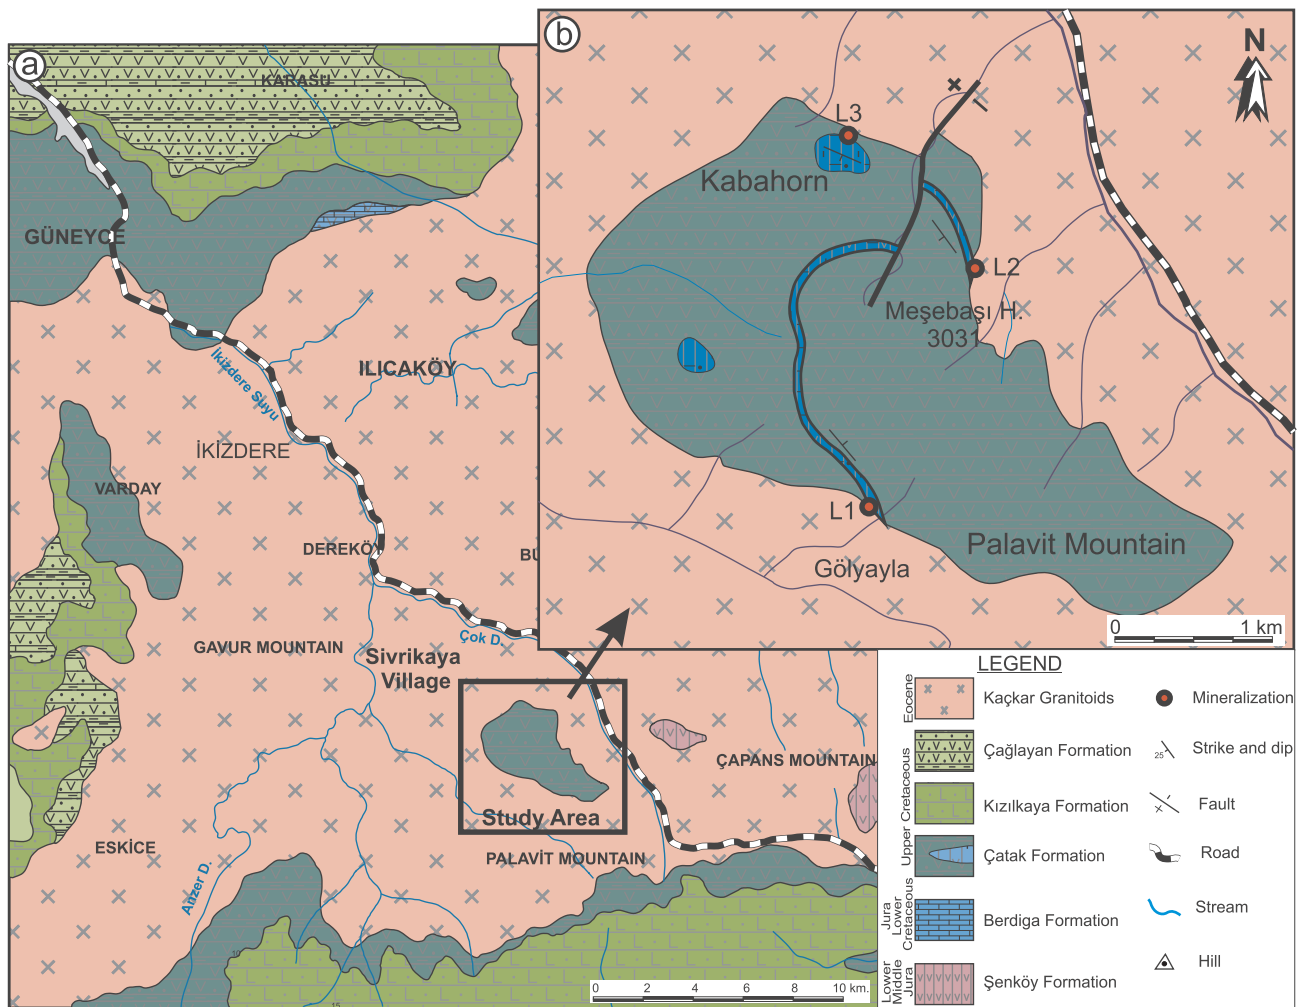 a
KARASU
GÜNEYCE
İkizdere Suyu
ILICAKÖY
İKİZDERE
VARDAY
DEREKÖY
BU
Çok D.
GAVUR MOUNTAIN
Sivrikaya
Village
ÇAPANS MOUNTAIN
Study Area
ESKİCE
PALAVİT MOUNTAIN
Anzer D.
10
15
0 2 4 6 8 10 km.
b
N
L3
Kabahorn
L2
Meşebaşı H.
3031
L1
Palavit Mountain
Gölyayla
0 1 km
LEGEND
Eocene
Kaçkar Granitoids
Upper Cretaceous
Çağlayan Formation
Kızılkaya Formation
Çatak Formation
Jura
Lower
Cretaceous
Berdiga Formation
Lower
Middle
Jura
Şenköy Formation
Mineralization
25
Strike and dip
Fault
Road
Stream
Hill